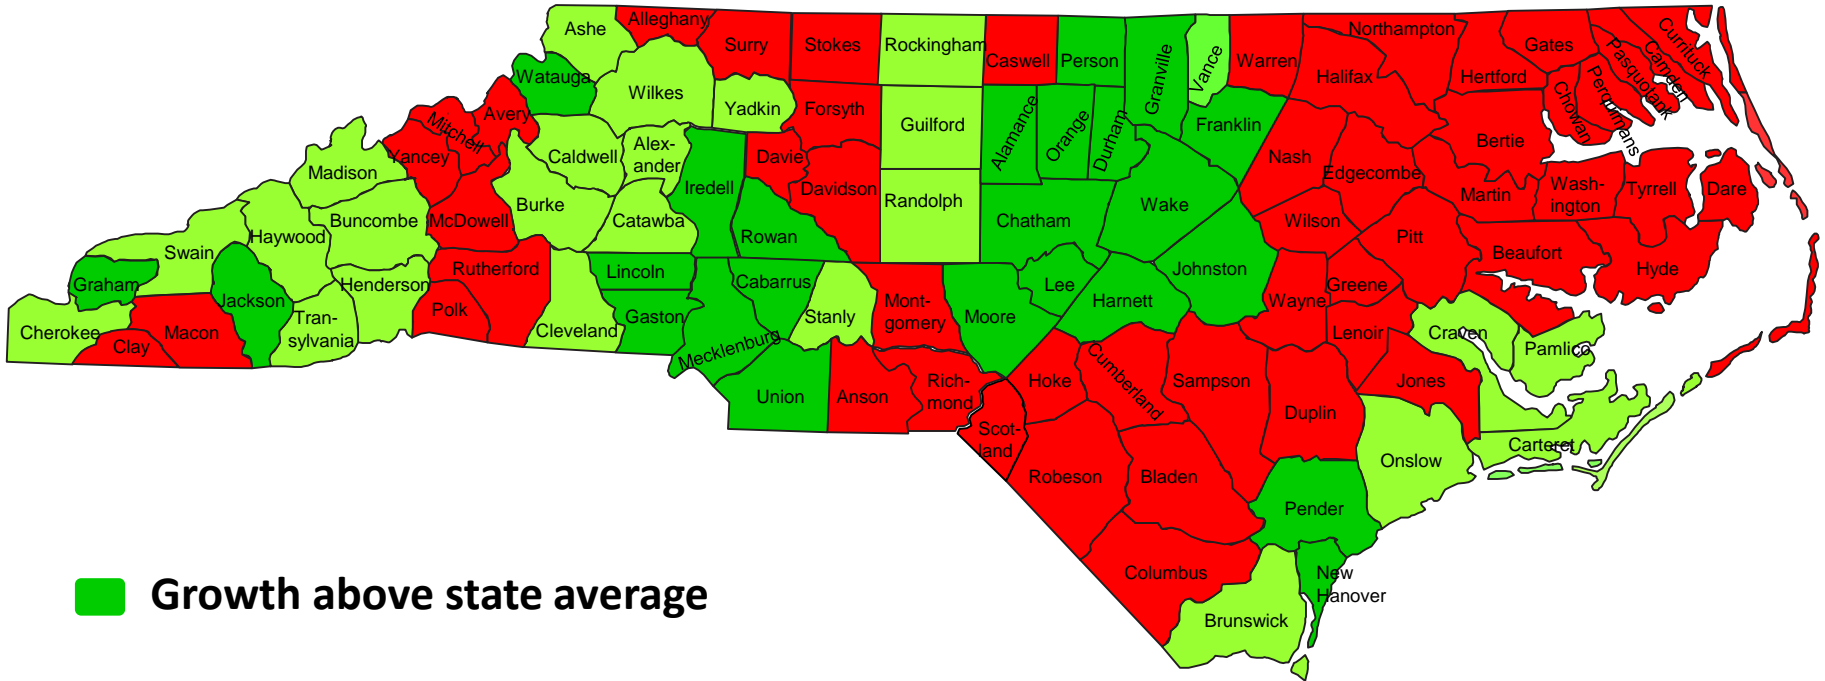 Ashe
Alleghany
Surry
Stokes
Rockingham
Caswell
Person
Granville
Vance
Warren
Northampton
Gates
Currituck
Camden
Pasquotank
Perquimans
Chowan
Hertford
Halifax
Watauga
Wilkes
Yadkin
Forsyth
Guilford
Alamance
Orange
Durham
Franklin
Nash
Edgecombe
Bertie
Avery
Mitchell
Yancey
Madison
Caldwell
Alex-
ander
Iredell
Davie
Davidson
Randolph
Chatham
Wake
Wilson
Martin
Wash-
ington
Tyrrell
Dare
Buncombe
McDowell
Burke
Catawba
Rowan
Haywood
Swain
Graham
Jackson
Henderson
Rutherford
Polk
Cleveland
Lincoln
Gaston
Cabarrus
Stanly
Mont-
gomery
Moore
Lee
Harnett
Johnston
Wayne
Greene
Pitt
Beaufort
Hyde
Cherokee
Clay
Macon
Tran-
sylvania
Mecklenburg
Union
Anson
Rich-
mond
Scot-
land
Hoke
Cumberland
Sampson
Duplin
Lenoir
Jones
Craven
Pamlico
Carteret
Onslow
Robeson
Bladen
Pender
Columbus
New
Hanover
Brunswick
Growth above state average